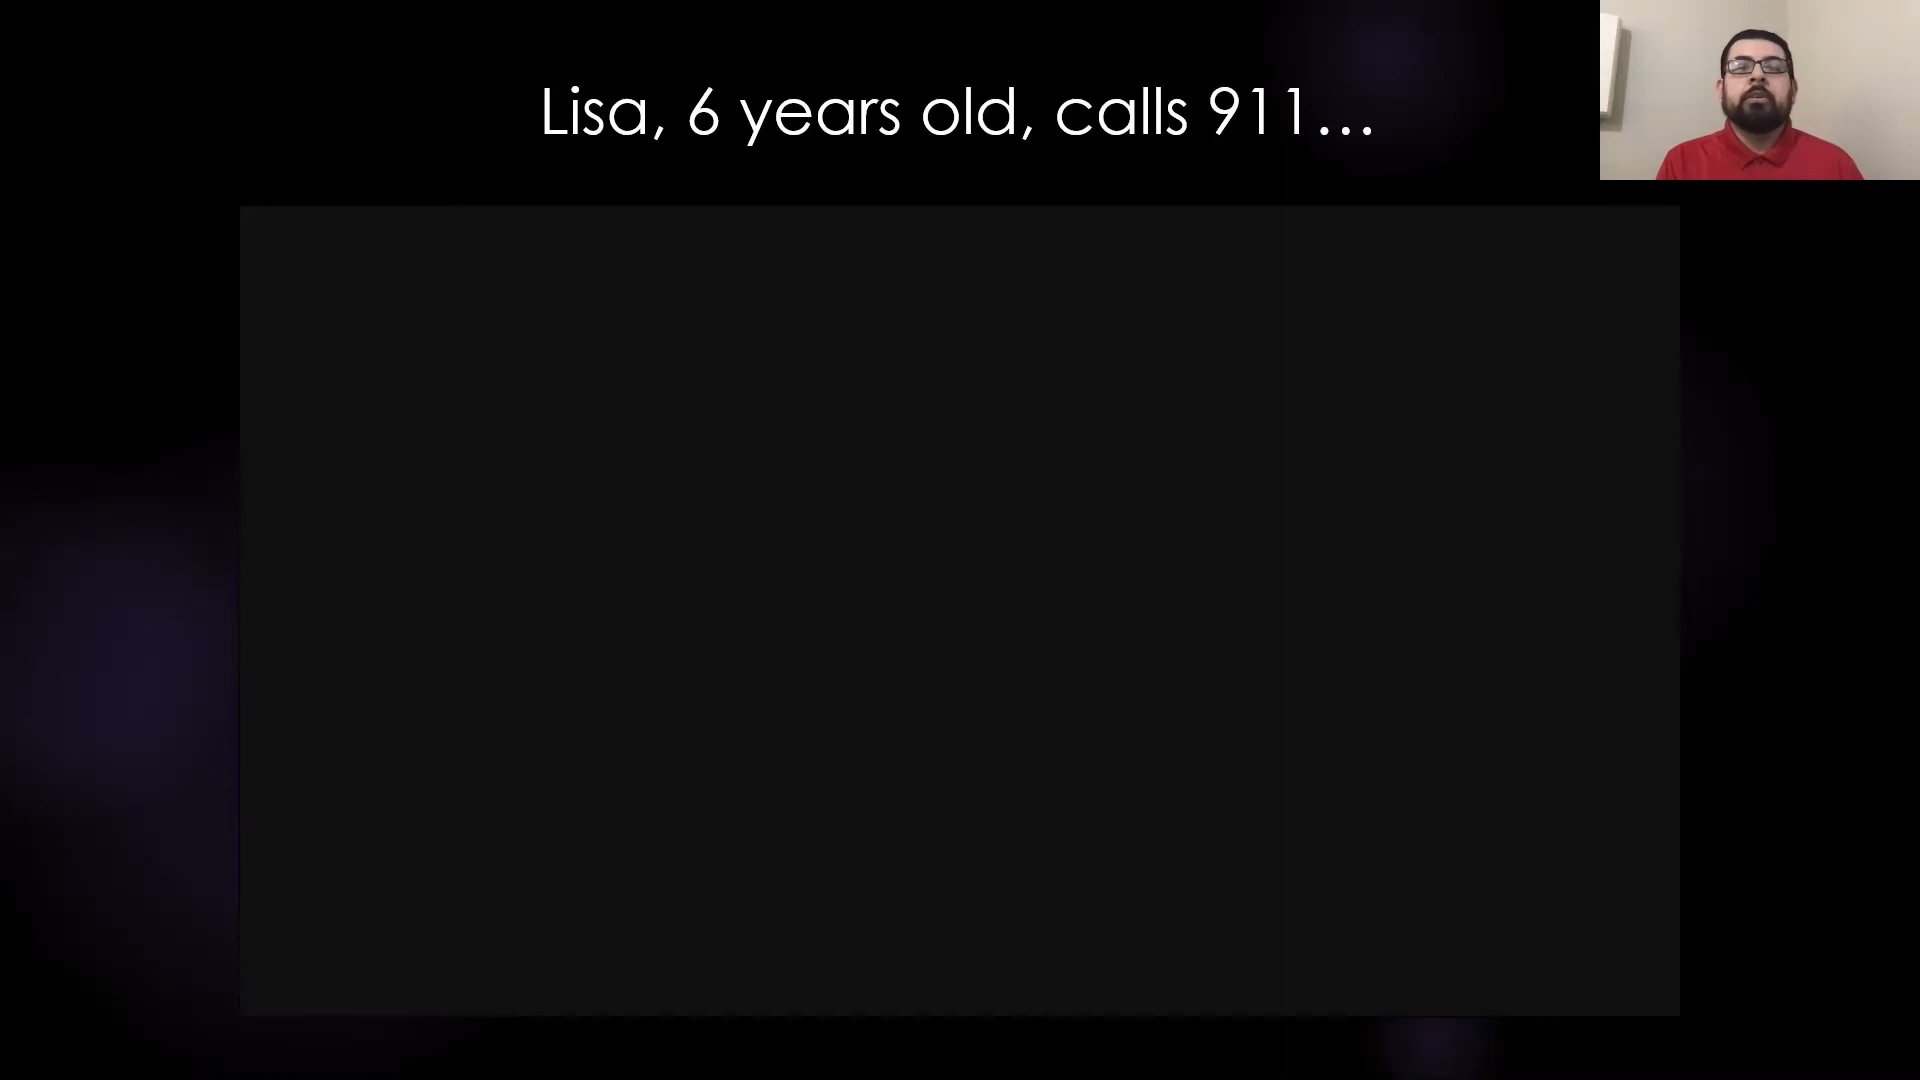 Lisa, 6 years old, calls 911…